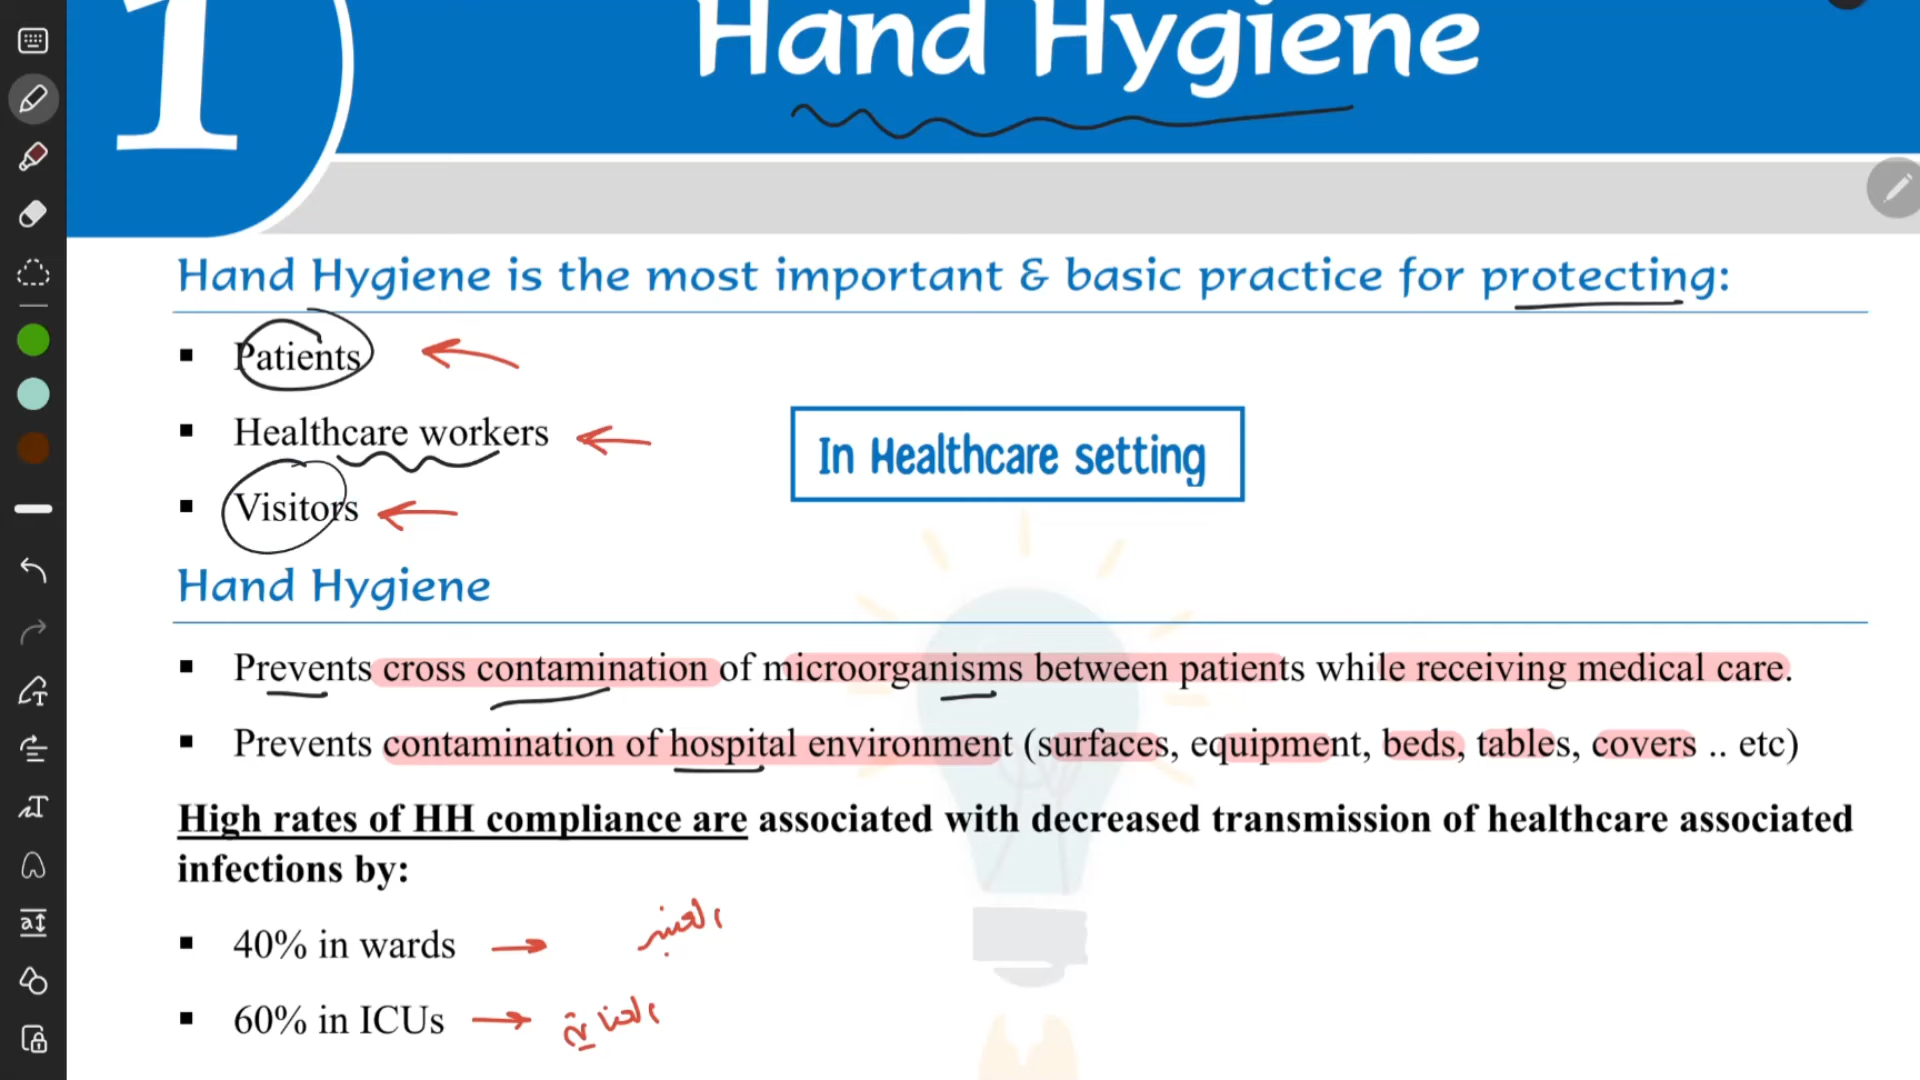 1
Hand Hygiene
Hand Hygiene is the most important & basic practice for protecting:
▪ Patients
▪ Healthcare workers
In Healthcare setting
▪ Visitors
Hand Hygiene
▪ Prevents cross contamination of microorganisms between patients while receiving medical care.
▪ Prevents contamination of hospital environment (surfaces, equipment, beds, tables, covers .. etc)
High rates of HH compliance are associated with decreased transmission of healthcare associated
infections by:
▪ 40% in wards → العنبر
▪ 60% in ICUs →